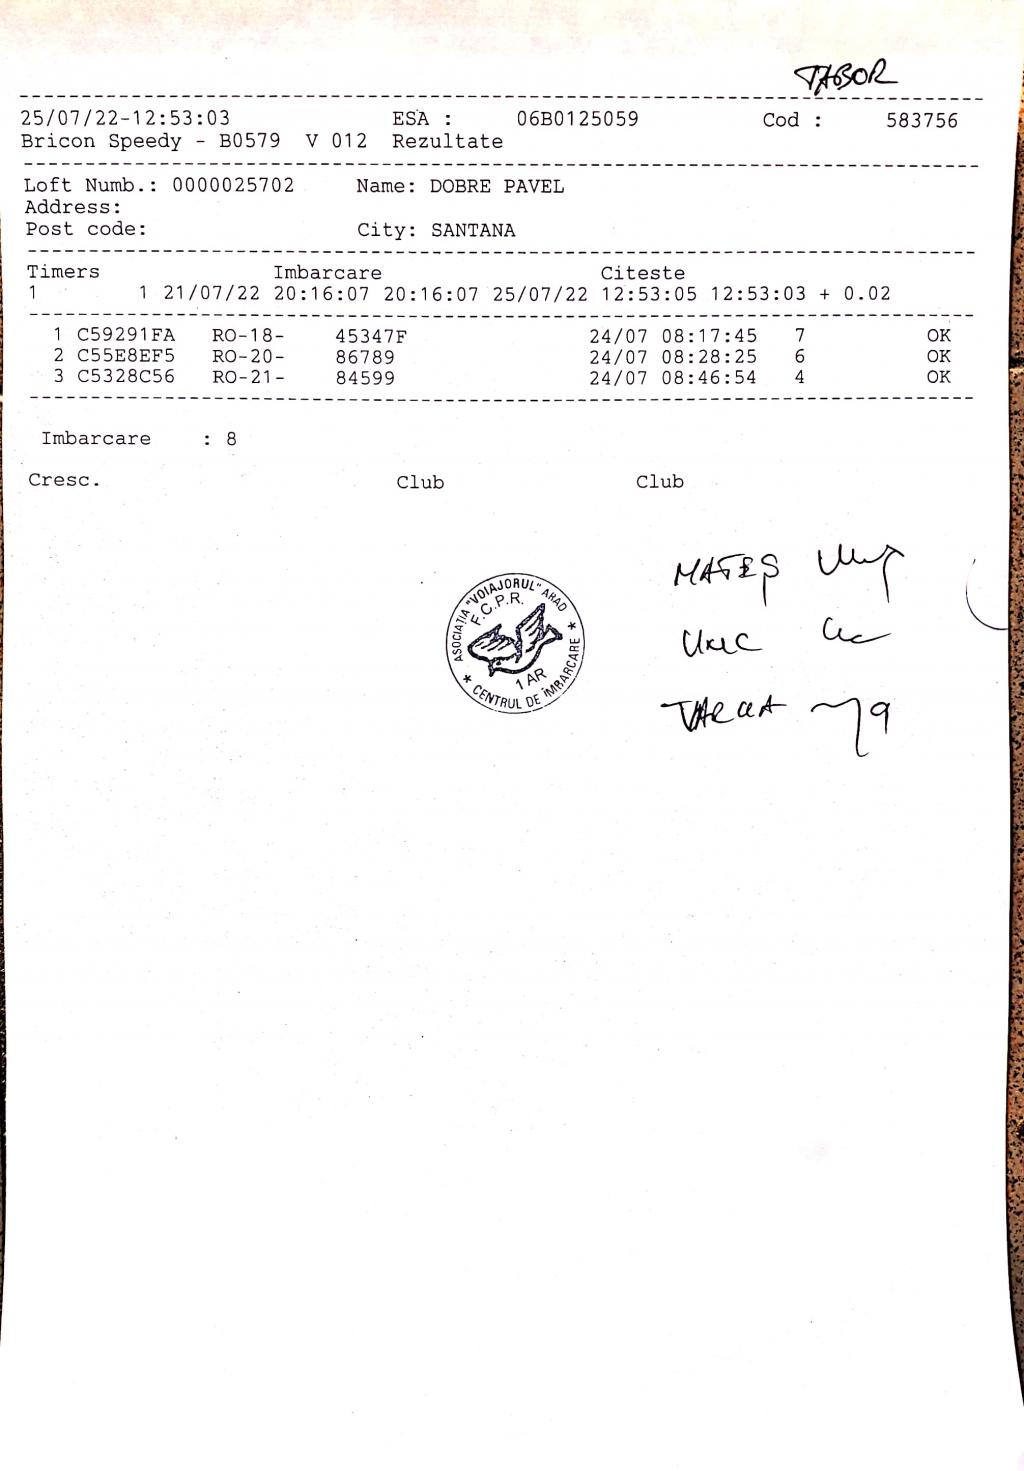 TABOR
25/07/22-12:53:03 ESA : 06B0125059 Cod : 583756
Bricon Speedy - B0579 V 012 Rezultate
Loft Numb.: 0000025702 Name: DOBRE PAVEL
Address:
Post code: City: SANTANA
Timers Imbarcare Citeste
1 1 21/07/22 20:16:07 20:16:07 25/07/22 12:53:05 12:53:03 + 0.02
1 C59291FA RO-18- 45347F 24/07 08:17:45 7 OK
2 C55E8EF5 RO-20- 86789 24/07 08:28:25 6 OK
3 C5328C56 RO-21- 84599 24/07 08:46:54 4 OK
Imbarcare : 8
Cresc. Club Club
ASOCIAȚIA "VOIAJORUL" ARAD
F.C.P.R.
1 AR
* CENTRUL DE ÎMBARCARE *
MATEȘ